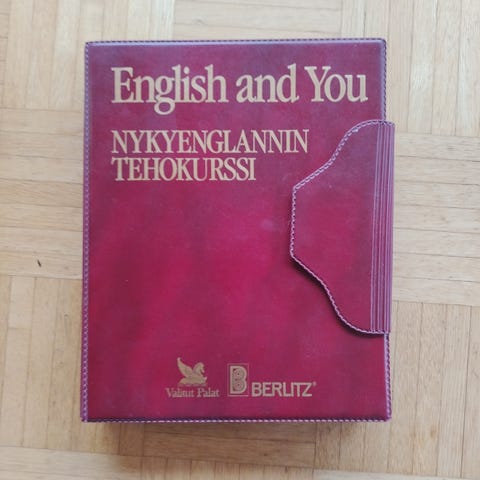 English and You
NYKYENGLANNIN
TEHOKURSSI
Valitut Palat
B BERLITZ®